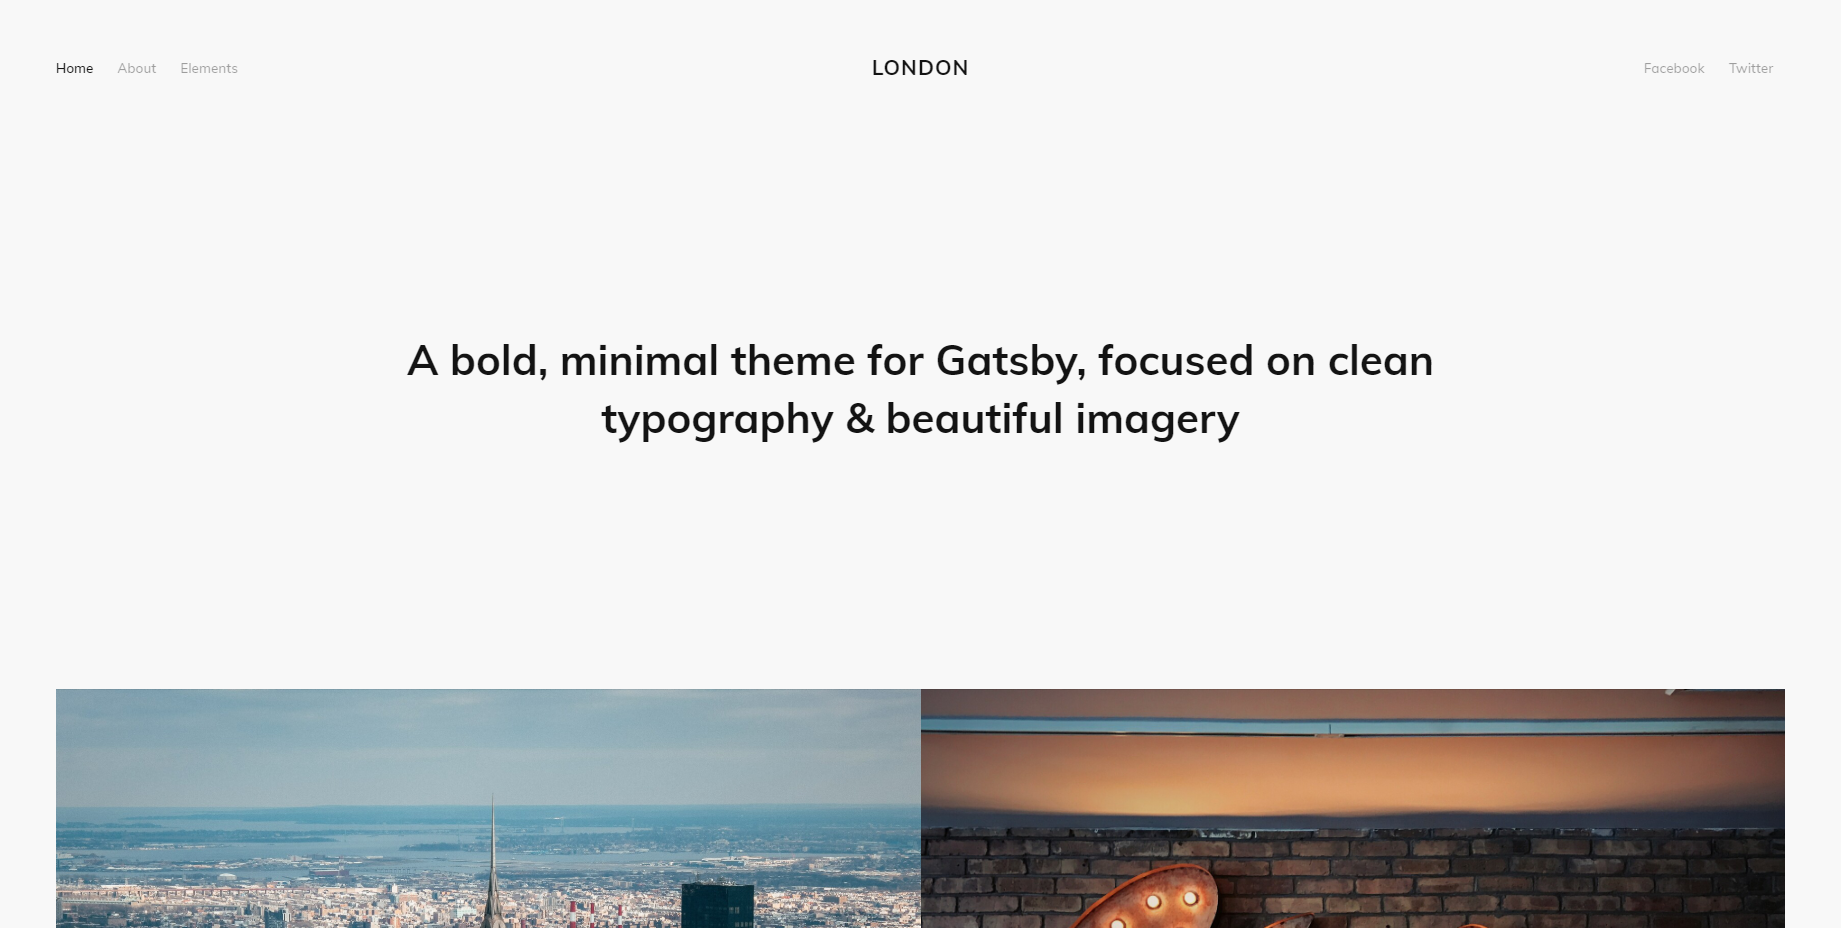 Home About Elements
LONDON
Facebook Twitter
A bold, minimal theme for Gatsby, focused on clean
typography & beautiful imagery